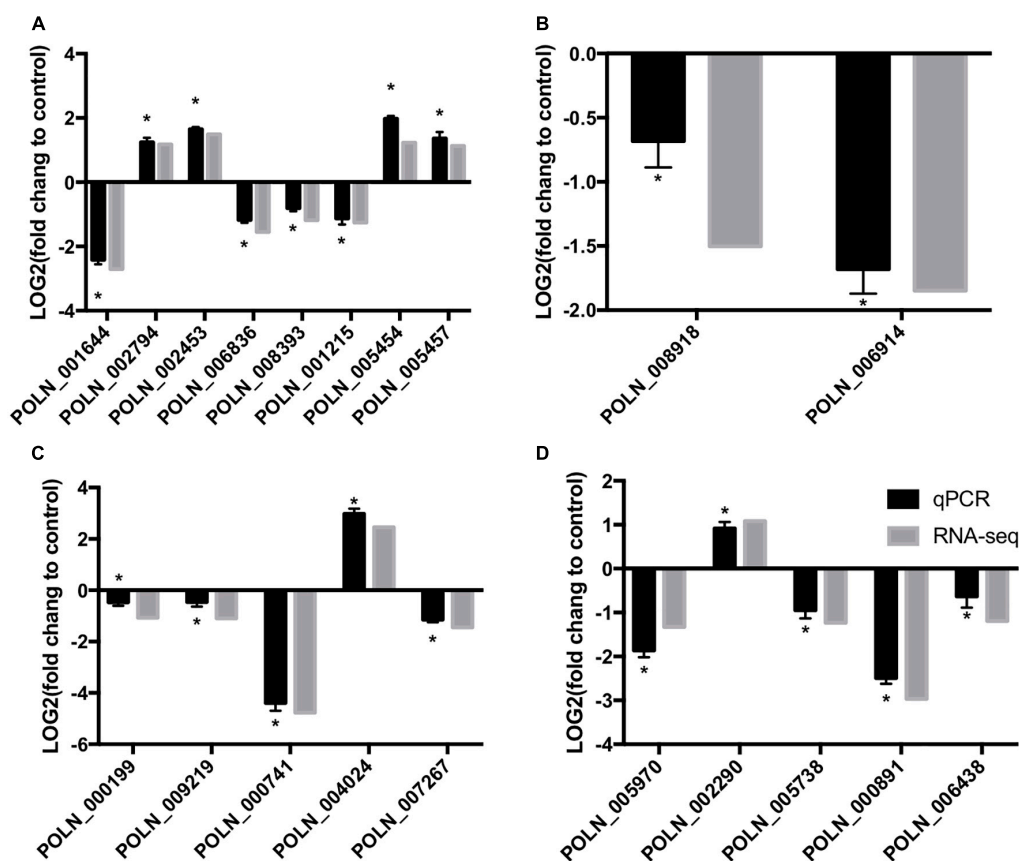 A
LOG2(fold chang to control)
4
2
0
-2
-4
*
*
*
*
*
*
*
*
POLN_001644
POLN_002794
POLN_002453
POLN_006836
POLN_008393
POLN_001215
POLN_005454
POLN_005457
B
LOG2(fold chang to control)
0.0
-0.5
-1.0
-1.5
-2.0
*
*
POLN_008918
POLN_006914
C
LOG2(fold chang to control)
4
2
0
-2
-4
-6
*
*
*
*
*
POLN_000199
POLN_009219
POLN_000741
POLN_004024
POLN_007267
D
LOG2(fold chang to control)
2
1
0
-1
-2
-3
-4
*
*
*
*
*
qPCR
RNA-seq
POLN_005970
POLN_002290
POLN_005738
POLN_000891
POLN_006438